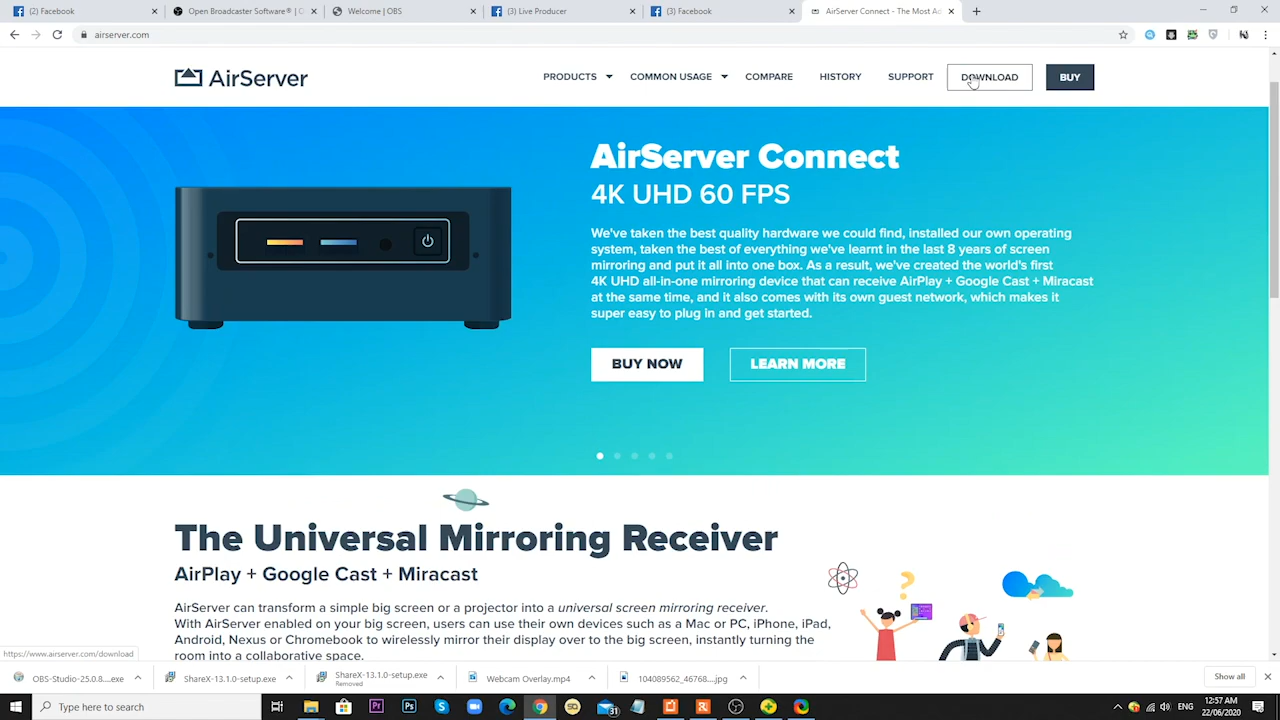 (2) Facebook
Open Broadcaster Software® | O
Welcome | OBS
(3) Live Producer
(3) Facebook
AirServer Connect - The Most Ad
airserver.com
AirServer
PRODUCTS
COMMON USAGE
COMPARE
HISTORY
SUPPORT
DOWNLOAD
BUY
AirServer Connect
4K UHD 60 FPS
We've taken the best quality hardware we could find, installed our own operating
system, taken the best of everything we've learnt in the last 8 years of screen
mirroring and put it all into one box. As a result, we've created the world's first
4K UHD all-in-one mirroring device that can receive AirPlay + Google Cast + Miracast
at the same time, and it also comes with its own guest network, which makes it
super easy to plug in and get started.
BUY NOW
LEARN MORE
The Universal Mirroring Receiver
AirPlay + Google Cast + Miracast
AirServer can transform a simple big screen or a projector into a universal screen mirroring receiver.
With AirServer enabled on your big screen, users can use their own devices such as a Mac or PC, iPhone, iPad,
Android, Nexus or Chromebook to wirelessly mirror their display over to the big screen, instantly turning the
room into a collaborative space.
https://www.airserver.com/download
OBS-Studio-25.0.8....exe
ShareX-13.1.0-setup.exe
ShareX-13.1.0-setup.exe
Removed
Webcam Overlay.mp4
104089562_46768....jpg
Show all
Type here to search
Pr
Ps
31
ENG
12:57 AM
22/06/2020